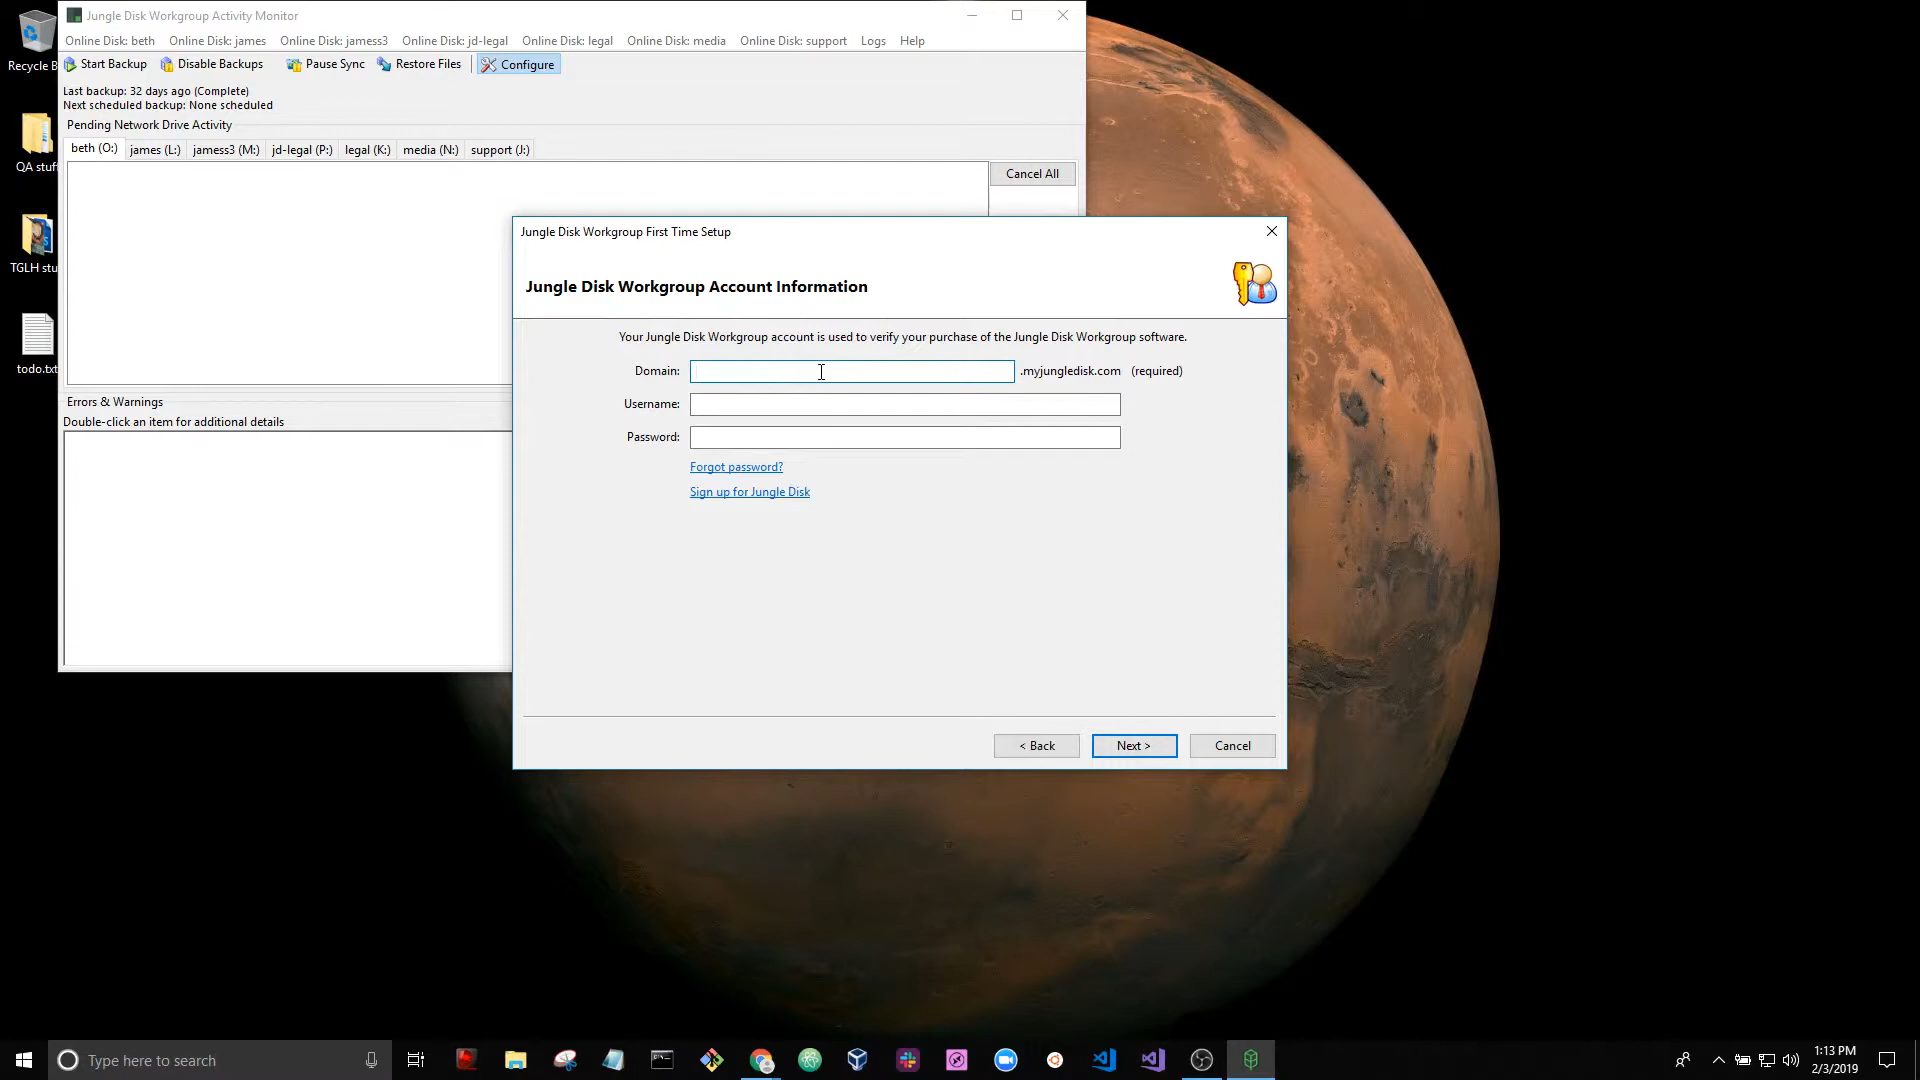 Jungle Disk Workgroup Activity Monitor
Online Disk: beth Online Disk: james Online Disk: jamess3 Online Disk: jd-legal Online Disk: legal Online Disk: media Online Disk: support Logs Help
Start Backup Disable Backups Pause Sync Restore Files Configure
Last backup: 32 days ago (Complete)
Next scheduled backup: None scheduled
Pending Network Drive Activity
beth (O:) james (L:) jamess3 (M:) jd-legal (P:) legal (K:) media (N:) support (J:)
Cancel All
Errors & Warnings
Double-click an item for additional details
Recycle B
QA stuf
TGLH stu
todo.txt
Jungle Disk Workgroup First Time Setup
Jungle Disk Workgroup Account Information
Your Jungle Disk Workgroup account is used to verify your purchase of the Jungle Disk Workgroup software.
Domain: .myjungledisk.com (required)
Username:
Password:
Forgot password?
Sign up for Jungle Disk
< Back Next > Cancel
Type here to search
1:13 PM
2/3/2019